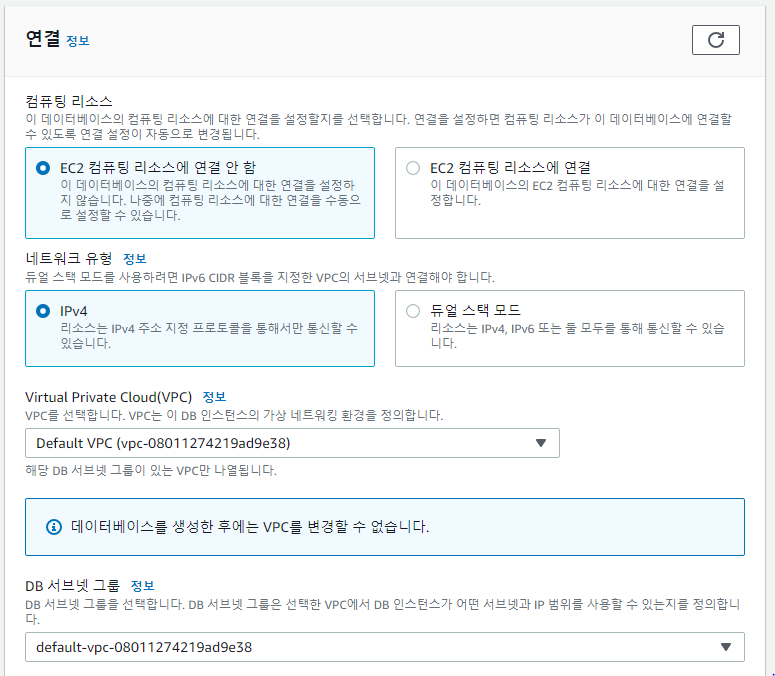 연결 정보
컴퓨팅 리소스
이 데이터베이스의 컴퓨팅 리소스에 대한 연결을 설정할지를 선택합니다. 연결을 설정하면 컴퓨팅 리소스가 이 데이터베이스에 연결할
수 있도록 연결 설정이 자동으로 변경됩니다.
EC2 컴퓨팅 리소스에 연결 안 함
이 데이터베이스의 컴퓨팅 리소스에 대한 연결을 설정하
지 않습니다. 나중에 컴퓨팅 리소스에 대한 연결을 수동으
로 설정할 수 있습니다.
EC2 컴퓨팅 리소스에 연결
이 데이터베이스의 EC2 컴퓨팅 리소스에 대한 연결을 설
정합니다.
네트워크 유형 정보
듀얼 스택 모드를 사용하려면 IPv6 CIDR 블록을 지정한 VPC의 서브넷과 연결해야 합니다.
IPv4
리소스는 IPv4 주소 지정 프로토콜을 통해서만 통신할 수
있습니다.
듀얼 스택 모드
리소스는 IPv4, IPv6 또는 둘 모두를 통해 통신할 수 있습니
다.
Virtual Private Cloud(VPC) 정보
VPC를 선택합니다. VPC는 이 DB 인스턴스의 가상 네트워킹 환경을 정의합니다.
Default VPC (vpc-08011274219ad9e38)
해당 DB 서브넷 그룹이 있는 VPC만 나열됩니다.
데이터베이스를 생성한 후에는 VPC를 변경할 수 없습니다.
DB 서브넷 그룹 정보
DB 서브넷 그룹을 선택합니다. DB 서브넷 그룹은 선택한 VPC에서 DB 인스턴스가 어떤 서브넷과 IP 범위를 사용할 수 있는지를 정의합니
다.
default-vpc-08011274219ad9e38